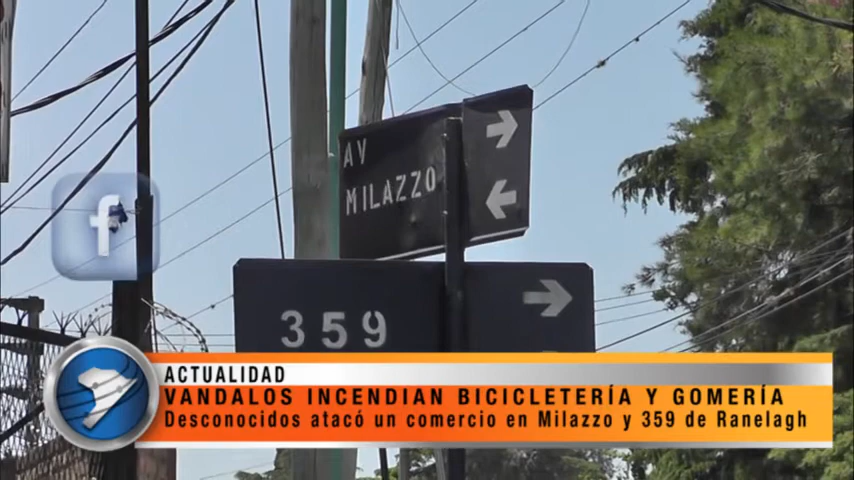 AV
MILAZZO
359
f
ACTUALIDAD
VANDALOS INCENDIAN BICICLETERÍA Y GOMERÍA
Desconocidos atacó un comercio en Milazzo y 359 de Ranelagh